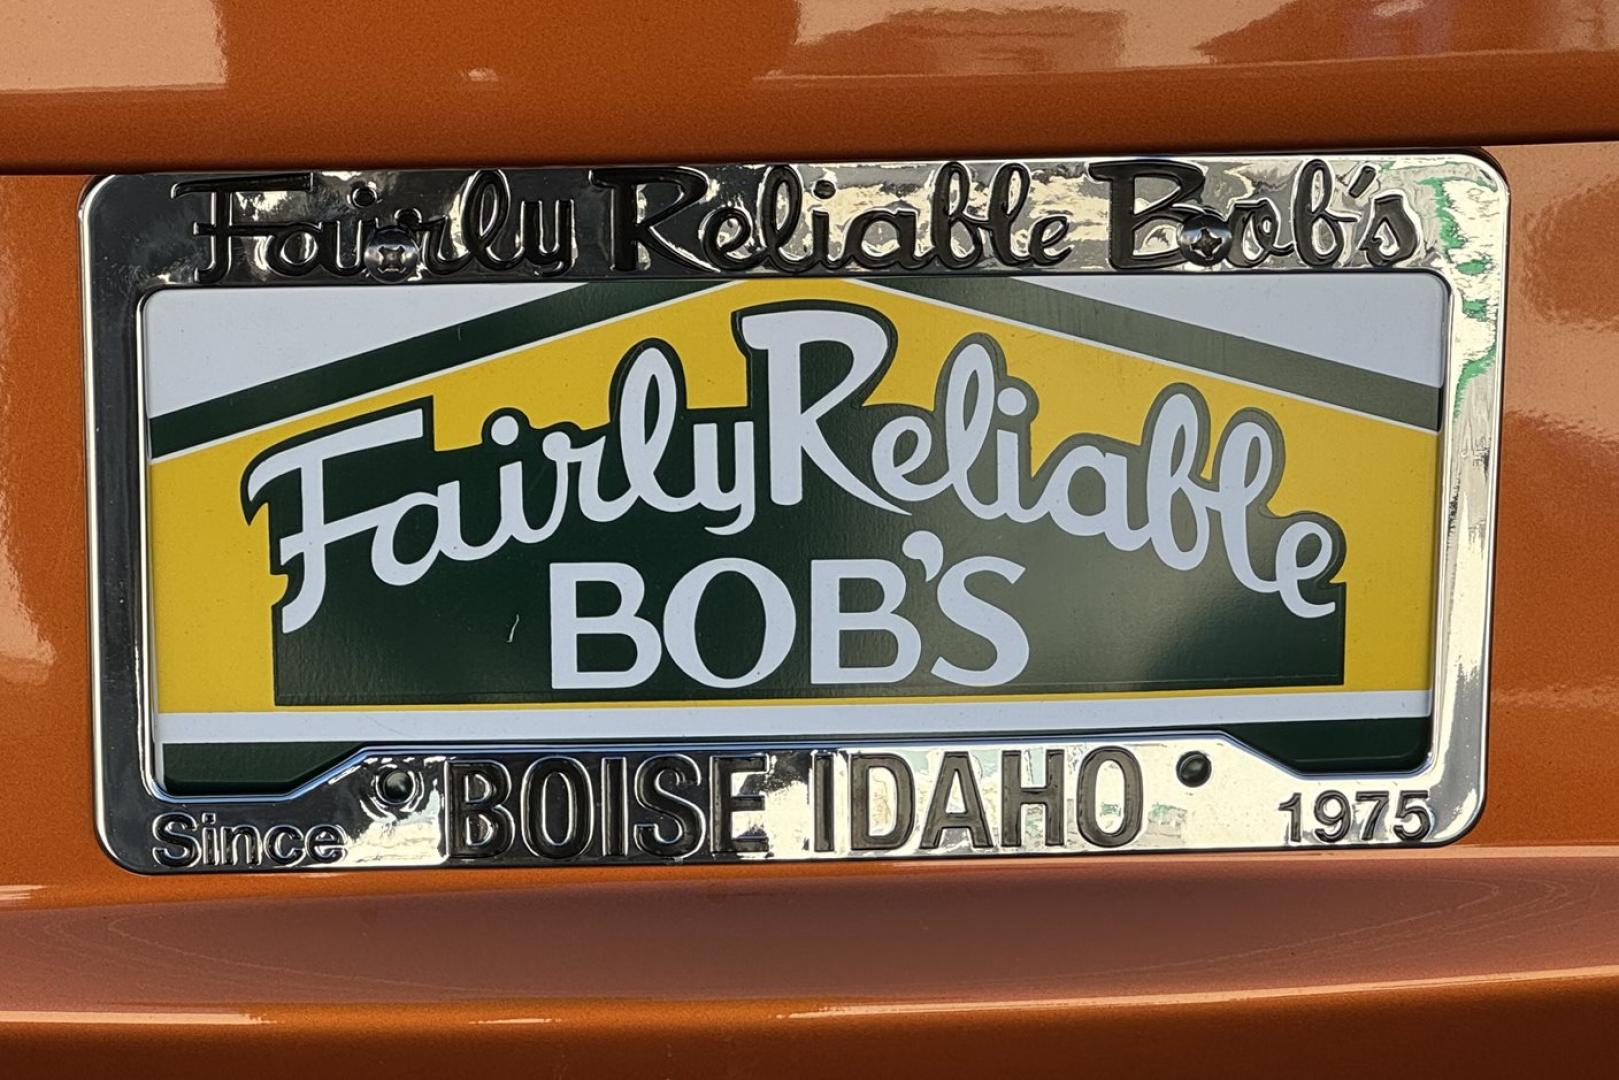 Fairly Reliable Bob's
Fairly Reliable
BOB'S
BOISE IDAHO
Since 1975